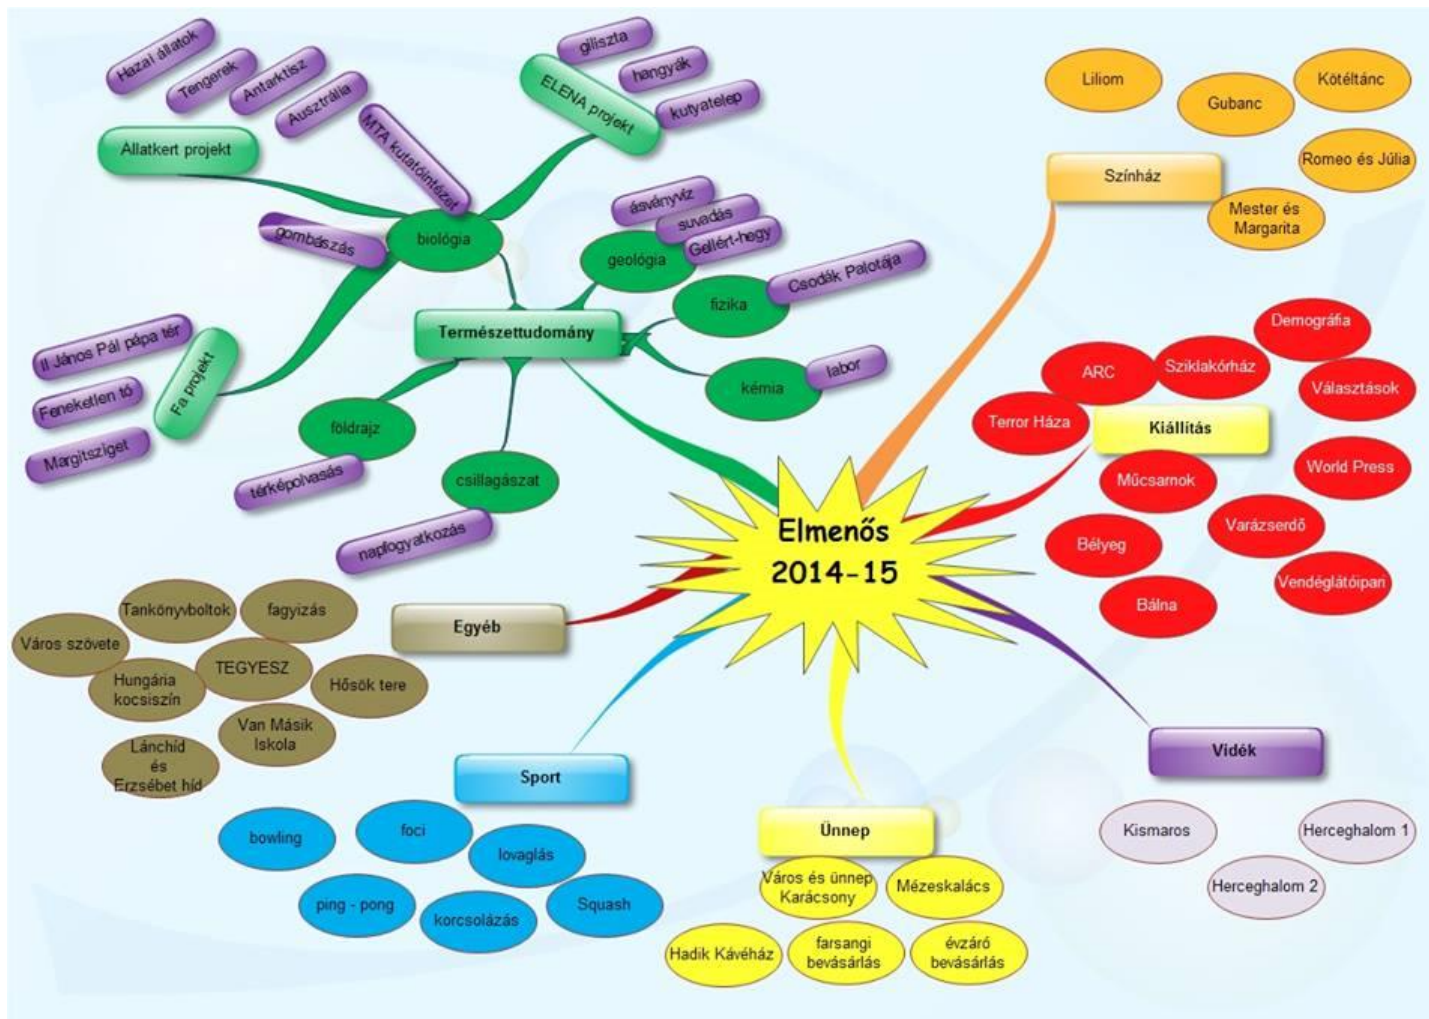 Hazai állatok
Tengerek
Antarktisz
Ausztrália
Állatkert projekt
MTA kutatóintézet
ELENA projekt
giliszta
hangyák
kutyatelep
gombászás
biológia
ásványvíz
suvadás
Gellért-hegy
geológia
fizika
Csodák Palotája
Természettudomány
kémia
labor
II János Pál pápa tér
Feneketlen tó
Margitsziget
Fa projekt
földrajz
térképolvasás
csillagászat
napfogyatkozás
Liliom
Gubanc
Kötéltánc
Romeo és Júlia
Színház
Mester és
Margarita
Demográfia
ARC
Sziklakórház
Választások
Terror Háza
Kiállítás
World Press
Műcsarnok
Varázserdő
Bélyeg
Vendéglátóipari
Bálna
Elmenős
2014-15
Tankönyvboltok
fagyizás
Egyéb
Város szövete
TEGYESZ
Hungária
kocsiszín
Hősök tere
Van Másik
Iskola
Lánchíd
és
Erzsébet híd
Sport
bowling
foci
lovaglás
ping - pong
korcsolázás
Squash
Ünnep
Város és ünnep
Karácsony
Mézeskalács
Hadik Kávéház
farsangi
bevásárlás
évzáró
bevásárlás
Vidék
Kismaros
Herceghalom 1
Herceghalom 2